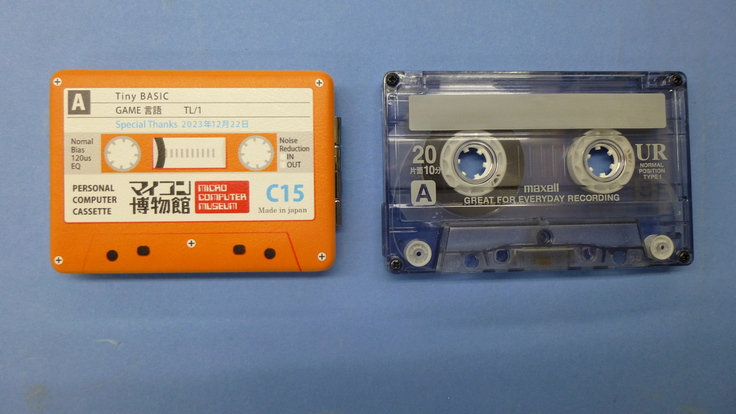 A
Tiny BASIC
GAME 言語 TL/1
Special Thanks 2023年12月22日
Nomal
Bias
120us
EQ
Noise
Reduction
IN
OUT
PERSONAL
COMPUTER
CASSETTE
マイコン
博物館
MICRO
COMPUTER
MUSEUM
C15
Made in japan
20
片面10分
A
maxell
GREAT FOR EVERYDAY RECORDING
UR
NORMAL
POSITION
TYPE I